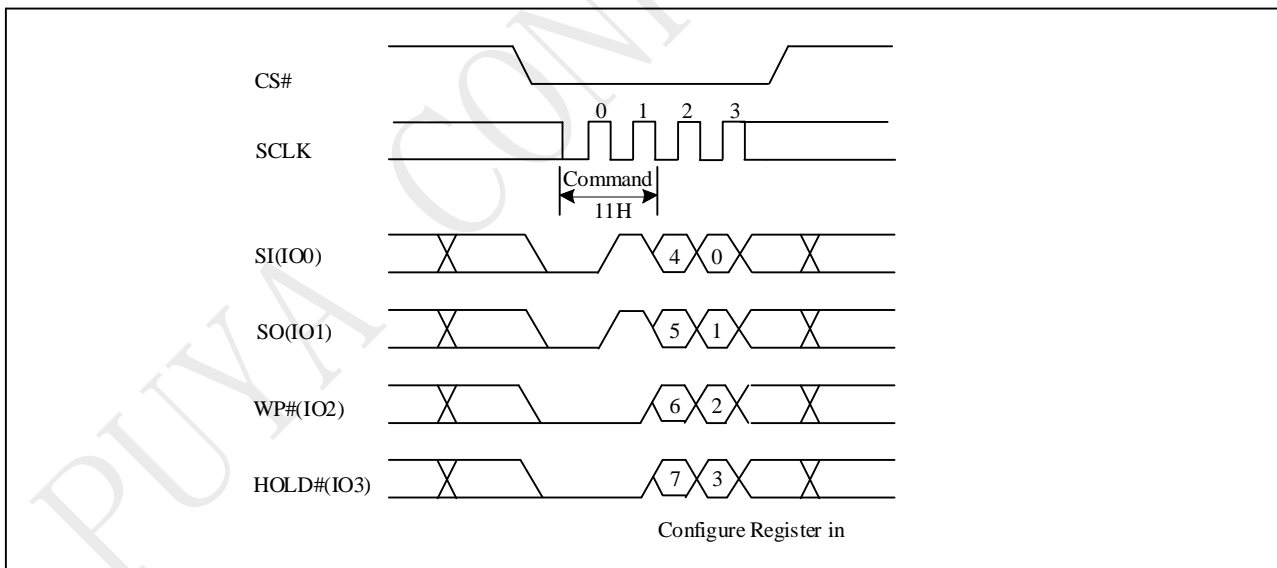 CS#
0 1 2 3
SCLK
Command
11H
SI(IO0)
4 0
SO(IO1)
5 1
WP#(IO2)
6 2
HOLD#(IO3)
7 3
Configure Register in
PUYA CONF